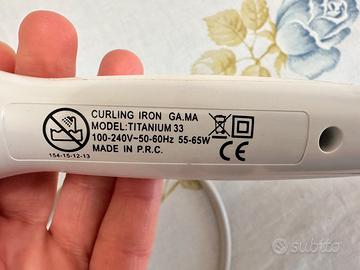 CURLING IRON GA.MA
MODEL:TITANIUM 33
100-240V~50-60Hz 55-65W
MADE IN P.R.C.
154-15-12-13
CE
subito